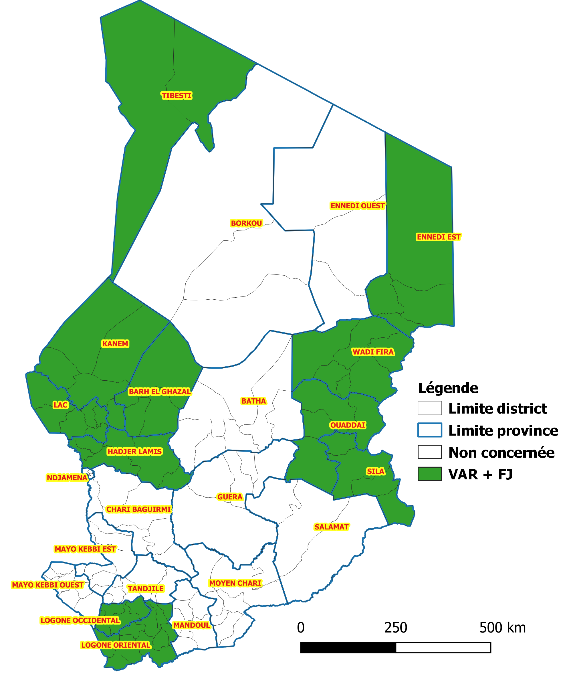 TIBESTI
ENNEDI OUEST
BORKOU
ENNEDI EST
KANEM
WADI FIRA
BARH EL GHAZAL
LAC
BATHA
OUADDAI
HADJER LAMIS
SILA
NDJAMENA
GUERA
CHARI BAGUIRMI
SALAMAT
MAYO KEBBI EST
MAYO KEBBI OUEST
MOYEN CHARI
TANDJILE
LOGONE OCCIDENTAL
MANDOUL
LOGONE ORIENTAL
Légende
Limite district
Limite province
Non concernée
VAR + FJ
0 250 500 km